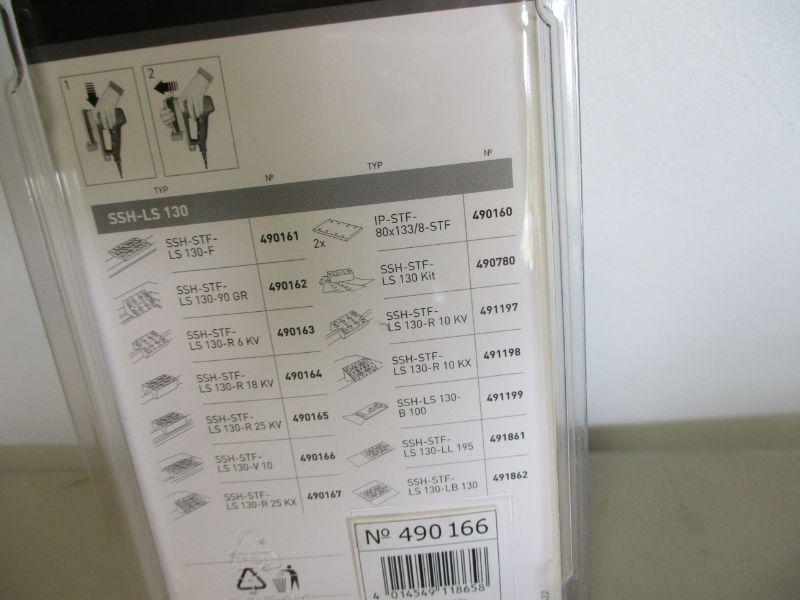 1
2
TYP
Nº
TYP
Nº
SSH-LS 130
SSH-STF-
LS 130-F
490161
SSH-STF-
LS 130-90 GR
490162
SSH-STF-
LS 130-R 6 KV
490163
SSH-STF-
LS 130-R 18 KV
490164
SSH-STF-
LS 130-R 25 KV
490165
SSH-STF-
LS 130-V 10
490166
SSH-STF-
LS 130-R 25 KX
490167
2x
IP-STF-
80x133/8-STF
490160
SSH-STF-
LS 130 Kit
490780
SSH-STF-
LS 130-R 10 KV
491197
SSH-STF-
LS 130-R 10 KX
491198
SSH-LS 130-
B 100
491199
SSH-STF-
LS 130-LL 195
491861
SSH-STF-
LS 130-LB 130
491862
Nº 490 166
4 014549 118658